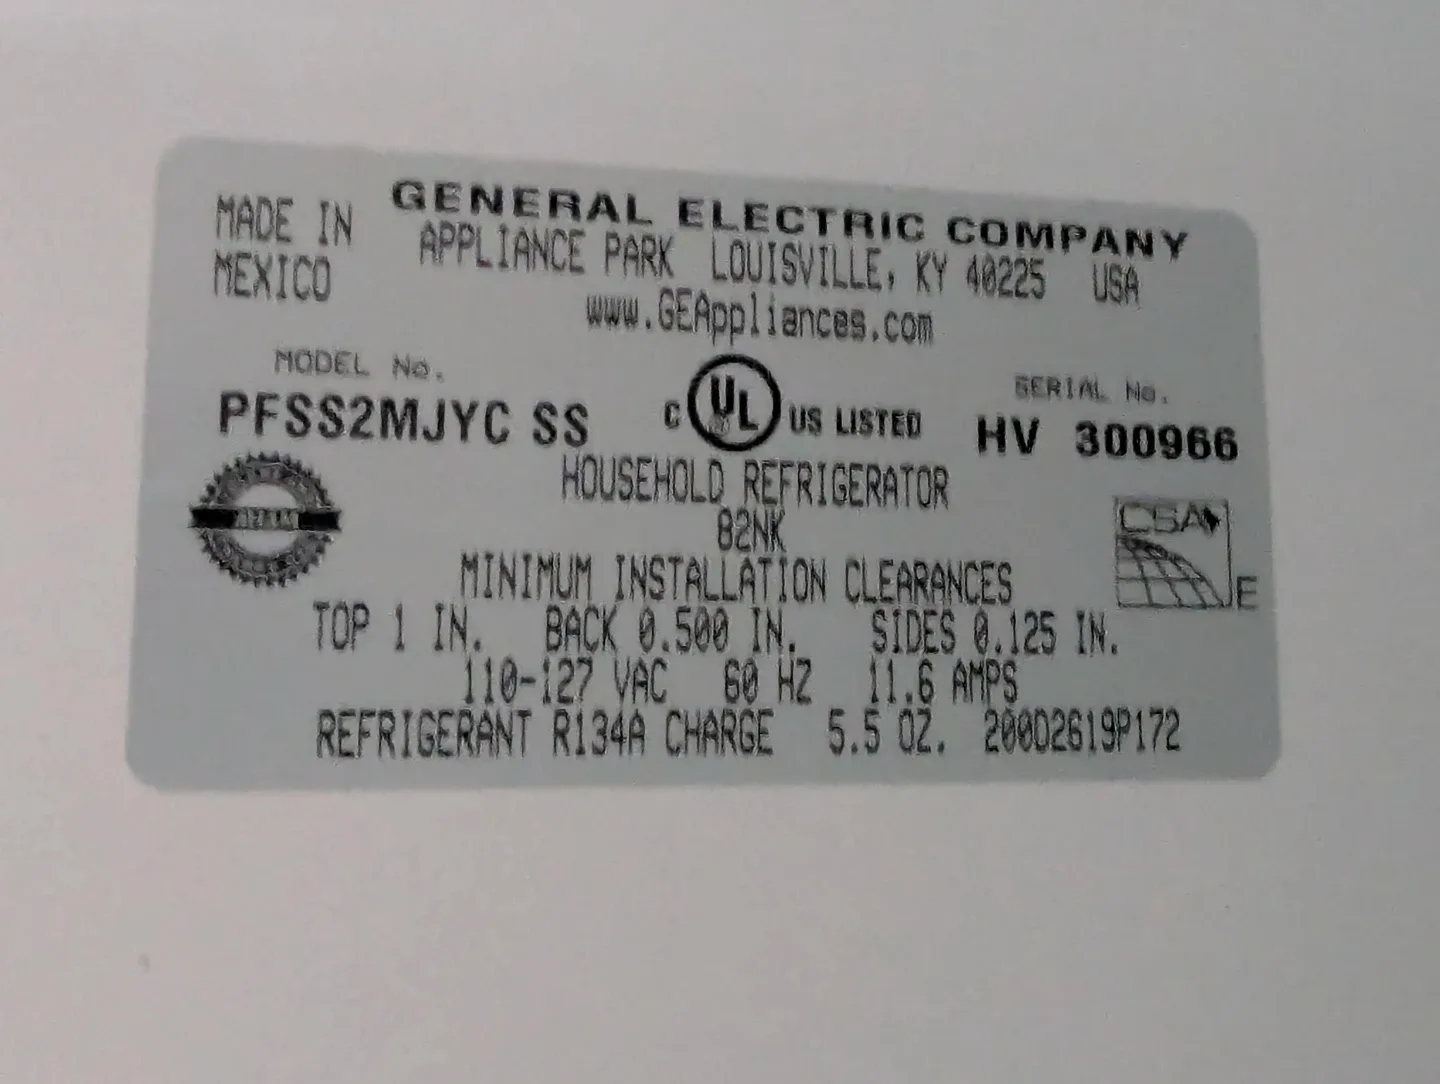 MADE IN
MEXICO
GENERAL ELECTRIC COMPANY
APPLIANCE PARK LOUISVILLE, KY 40225 USA
www.GEAppliances.com
MODEL No.
PFSS2MJYC SS
C UL US LISTED
SERIAL No.
HV 300966
HOUSEHOLD REFRIGERATOR
82NK
CSA
E
MINIMUM INSTALLATION CLEARANCES
TOP 1 IN. BACK 0.500 IN. SIDES 0.125 IN.
110-127 VAC 60 HZ 11.6 AMPS
REFRIGERANT R134A CHARGE 5.5 OZ. 200D2619P172